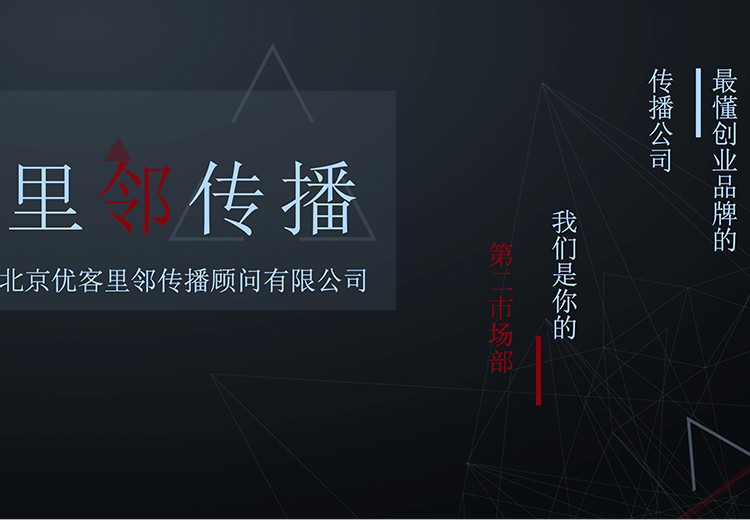 里邻传播
北京优客里邻传播顾问有限公司
最懂创业品牌的
传播公司
我们是你的
第二市场部